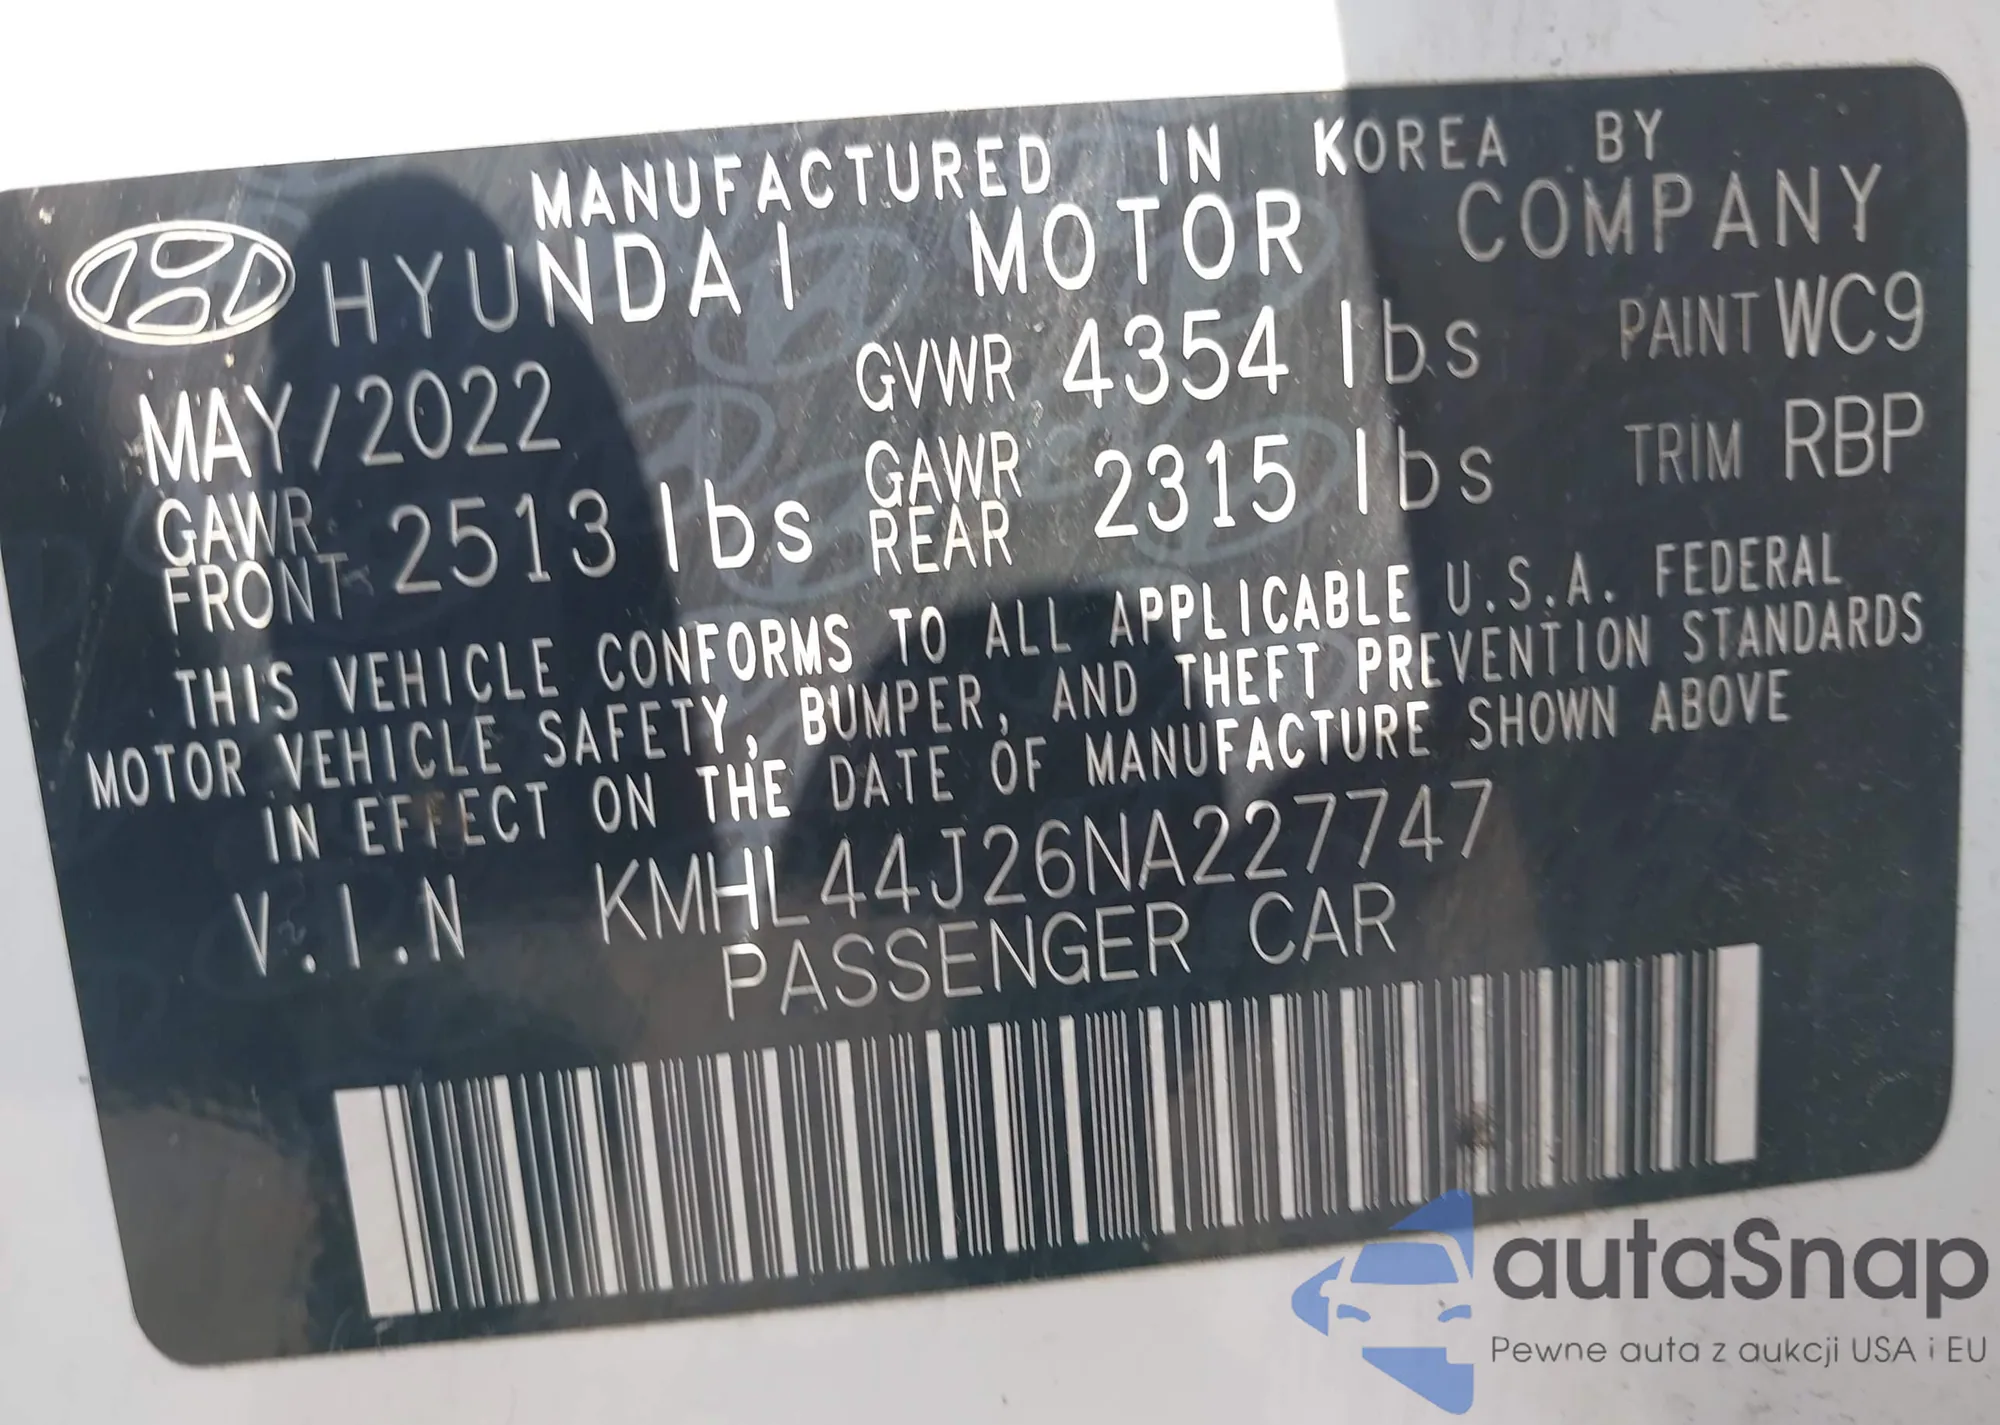 MANUFACTURED IN KOREA BY
HYUNDAI MOTOR COMPANY
MAY/2022 GVWR 4354 lbs PAINT WC9
GAWR FRONT 2513 lbs GAWR REAR 2315 lbs TRIM RBP
THIS VEHICLE CONFORMS TO ALL APPLICABLE U.S.A. FEDERAL
MOTOR VEHICLE SAFETY, BUMPER, AND THEFT PREVENTION STANDARDS
IN EFFECT ON THE DATE OF MANUFACTURE SHOWN ABOVE
V.I.N KMHL44J26NA227747
PASSENGER CAR
autaSnap
Pewne auta z aukcji USA i EU